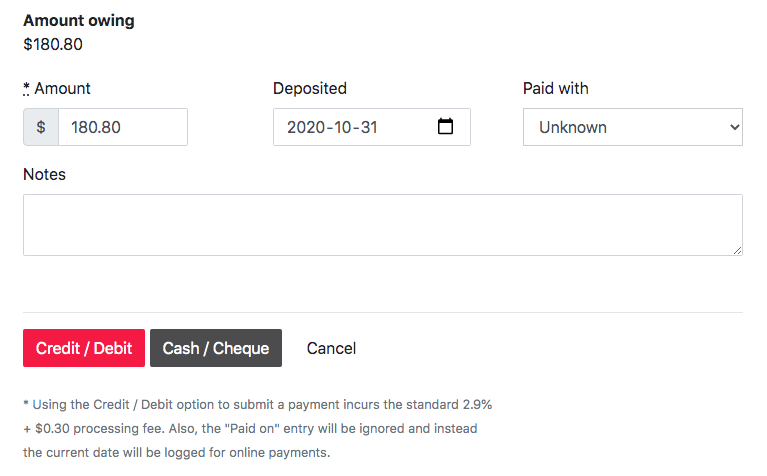 Amount owing
$180.80
* Amount Deposited Paid with
$ 180.80 2020-10-31 Unknown
Notes
Credit / Debit Cash / Cheque Cancel
* Using the Credit / Debit option to submit a payment incurs the standard 2.9%
+ $0.30 processing fee. Also, the "Paid on" entry will be ignored and instead
the current date will be logged for online payments.